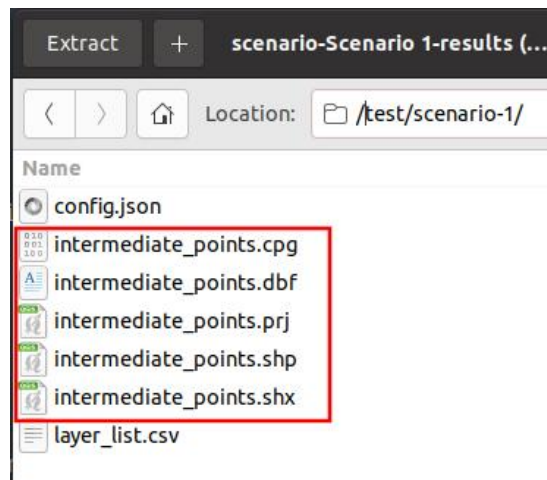 Extract + scenario-Scenario 1-results (...
Location: /test/scenario-1/
Name
config.json
intermediate_points.cpg
intermediate_points.dbf
intermediate_points.prj
intermediate_points.shp
intermediate_points.shx
layer_list.csv